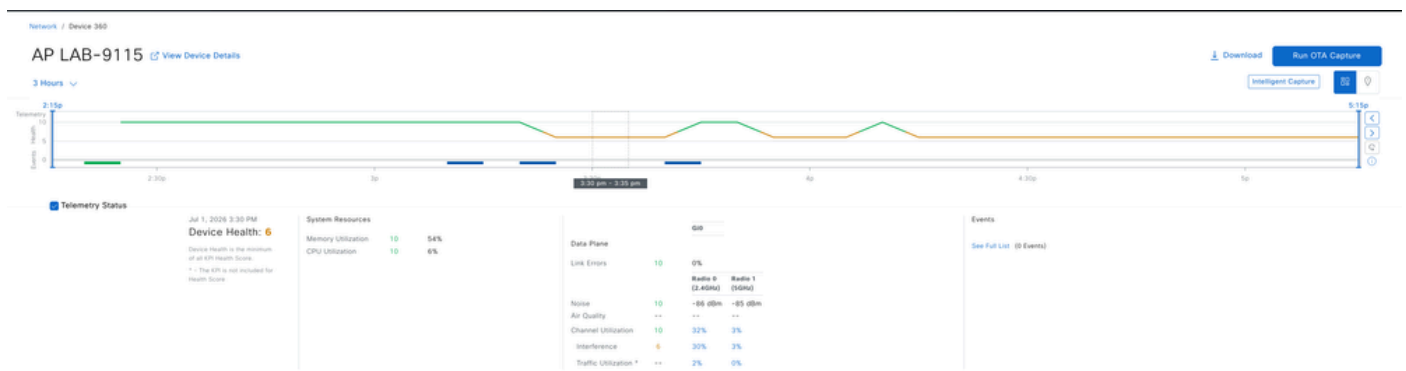 Network / Device 360
AP LAB-9115 View Device Details
Download Run OTA Capture
3 Hours
Intelligent Capture
2:15p 5:15p
Telemetry
Health
Events
10
5
0
2:30p 3p 4p 4:30p 5p
3:30 pm - 3:35 pm
Telemetry Status
Jul 1, 2026 3:30 PM
Device Health: 6
Device Health is the minimum
of all KPI Health Score.
* - The KPI is not included for
Health Score.
System Resources
Memory Utilization 10 54%
CPU Utilization 10 6%
Gi0
Data Plane
Link Errors 10 0%
Radio 0 Radio 1
(2.4GHz) (5GHz)
Noise 10 -86 dBm -85 dBm
Air Quality -- -- --
Channel Utilization 10 32% 3%
Interference 6 30% 3%
Traffic Utilization * -- 2% 0%
Events
See Full List (0 Events)